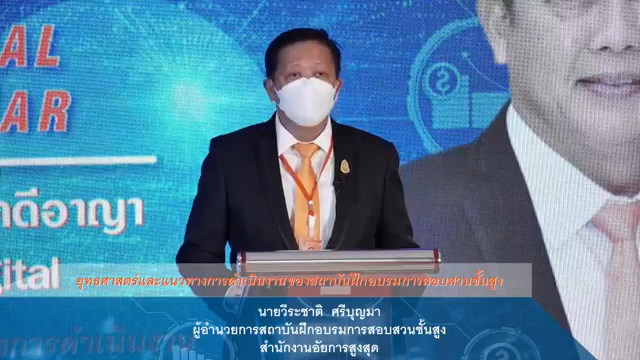 AL
AR
าดีอาญา
gital
ยุทธศาสตร์และแนวทางการดำเนินงานของสถาบันฝึกอบรมการสอบสวนชั้นสูง
นายวีระชาติ ศรีบุญมา
ผู้อำนวยการสถาบันฝึกอบรมการสอบสวนชั้นสูง
สำนักงานอัยการสูงสุด